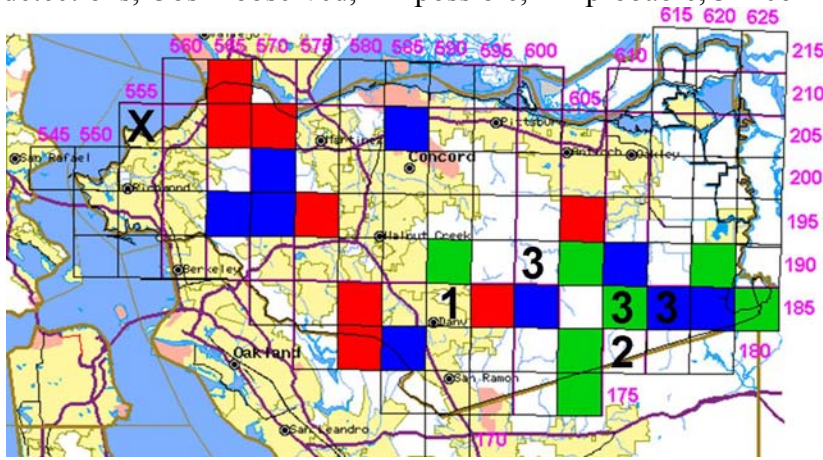 615 620 625
560 565 570 575 580 585 590 595 600 610 215
555 605 210
X Pittsburg 205
545 550 Martinez Antioch Oakley
San Rafael Concord 200
Richmond
195
Walnut Creek
Berkeley 3 190
1 3 3 185
Danv
Oakland 2 180
San Ramon 175
San Leandro 170